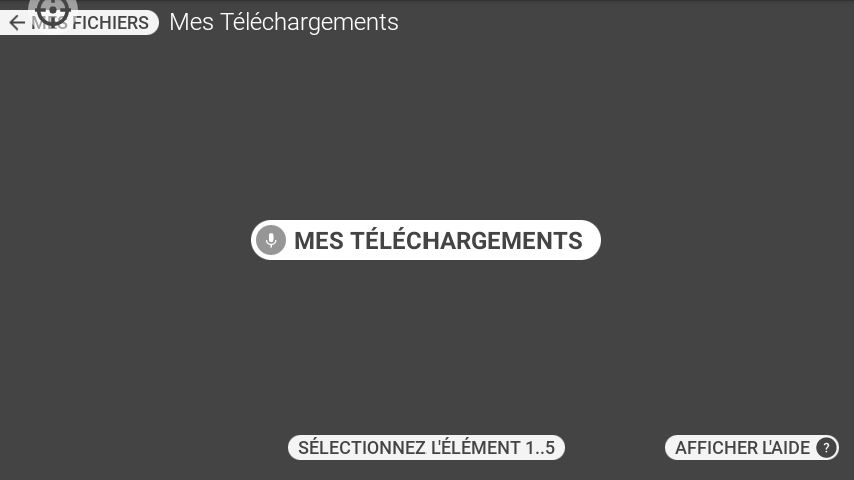 MES FICHIERS Mes Téléchargements
MES TÉLÉCHARGEMENTS
SÉLECTIONNEZ L'ÉLÉMENT 1..5 AFFICHER L'AIDE ?